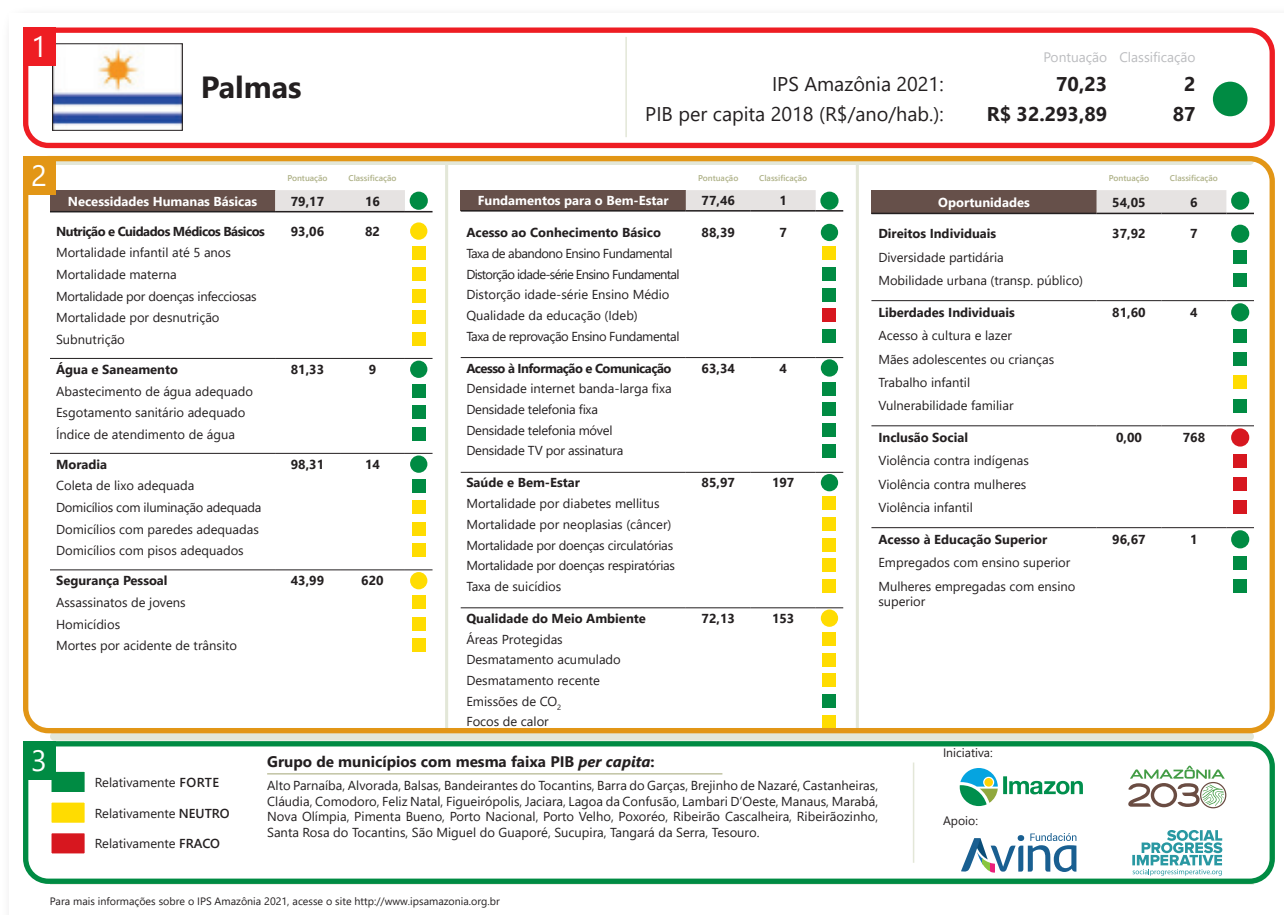 1
Palmas
Pontuação Classificação
IPS Amazônia 2021: 70,23 2
PIB per capita 2018 (R$/ano/hab.): R$ 32.293,89 87
2
Pontuação Classificação
Necessidades Humanas Básicas 79,17 16
Nutrição e Cuidados Médicos Básicos 93,06 82
Mortalidade infantil até 5 anos
Mortalidade materna
Mortalidade por doenças infecciosas
Mortalidade por desnutrição
Subnutrição
Água e Saneamento 81,33 9
Abastecimento de água adequado
Esgotamento sanitário adequado
Índice de atendimento de água
Moradia 98,31 14
Coleta de lixo adequada
Domicílios com iluminação adequada
Domicílios com paredes adequadas
Domicílios com pisos adequados
Segurança Pessoal 43,99 620
Assassinatos de jovens
Homicídios
Mortes por acidente de trânsito
Pontuação Classificação
Fundamentos para o Bem-Estar 77,46 1
Acesso ao Conhecimento Básico 88,39 7
Taxa de abandono Ensino Fundamental
Distorção idade-série Ensino Fundamental
Distorção idade-série Ensino Médio
Qualidade da educação (Ideb)
Taxa de reprovação Ensino Fundamental
Acesso à Informação e Comunicação 63,34 4
Densidade internet banda-larga fixa
Densidade telefonia fixa
Densidade telefonia móvel
Densidade TV por assinatura
Saúde e Bem-Estar 85,97 197
Mortalidade por diabetes mellitus
Mortalidade por neoplasias (câncer)
Mortalidade por doenças circulatórias
Mortalidade por doenças respiratórias
Taxa de suicídios
Qualidade do Meio Ambiente 72,13 153
Áreas Protegidas
Desmatamento acumulado
Desmatamento recente
Emissões de CO₂
Focos de calor
Pontuação Classificação
Oportunidades 54,05 6
Direitos Individuais 37,92 7
Diversidade partidária
Mobilidade urbana (transp. público)
Liberdades Individuais 81,60 4
Acesso à cultura e lazer
Mães adolescentes ou crianças
Trabalho infantil
Vulnerabilidade familiar
Inclusão Social 0,00 768
Violência contra indígenas
Violência contra mulheres
Violência infantil
Acesso à Educação Superior 96,67 1
Empregados com ensino superior
Mulheres empregadas com ensino
superior
3
Relativamente FORTE
Relativamente NEUTRO
Relativamente FRACO
Grupo de municípios com mesma faixa PIB per capita:
Alto Parnaíba, Alvorada, Balsas, Bandeirantes do Tocantins, Barra do Garças, Brejinho de Nazaré, Castanheiras,
Cláudia, Comodoro, Feliz Natal, Figueirópolis, Jaciara, Lagoa da Confusão, Lambari D'Oeste, Manaus, Marabá,
Nova Olímpia, Pimenta Bueno, Porto Nacional, Porto Velho, Poxoréo, Ribeirão Cascalheira, Ribeirãozinho,
Santa Rosa do Tocantins, São Miguel do Guaporé, Sucupira, Tangará da Serra, Tesouro.
Iniciativa:
Imazon
AMAZÔNIA
2030
Apoio:
Fundación
Avina
SOCIAL
PROGRESS
IMPERATIVE
socialprogressimperative.org
Para mais informações sobre o IPS Amazônia 2021, acesse o site http://www.ipsamazonia.org.br